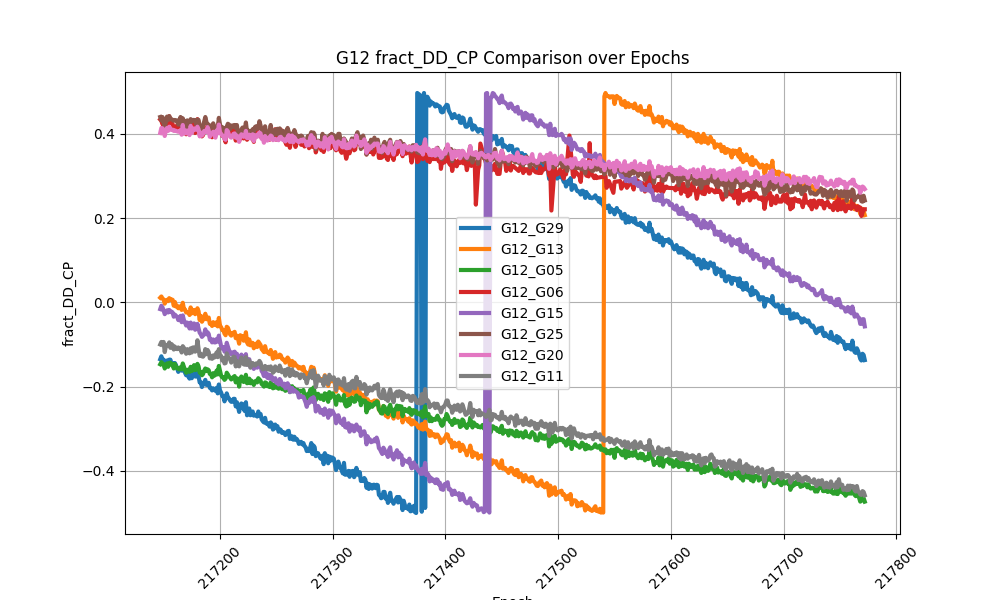 G12 fract_DD_CP Comparison over Epochs
fract_DD_CP
0.4
0.2
0.0
−0.2
−0.4
G12_G29
G12_G13
G12_G05
G12_G06
G12_G15
G12_G25
G12_G20
G12_G11
217200
217300
217400
217500
217600
217700
217800
Epoch